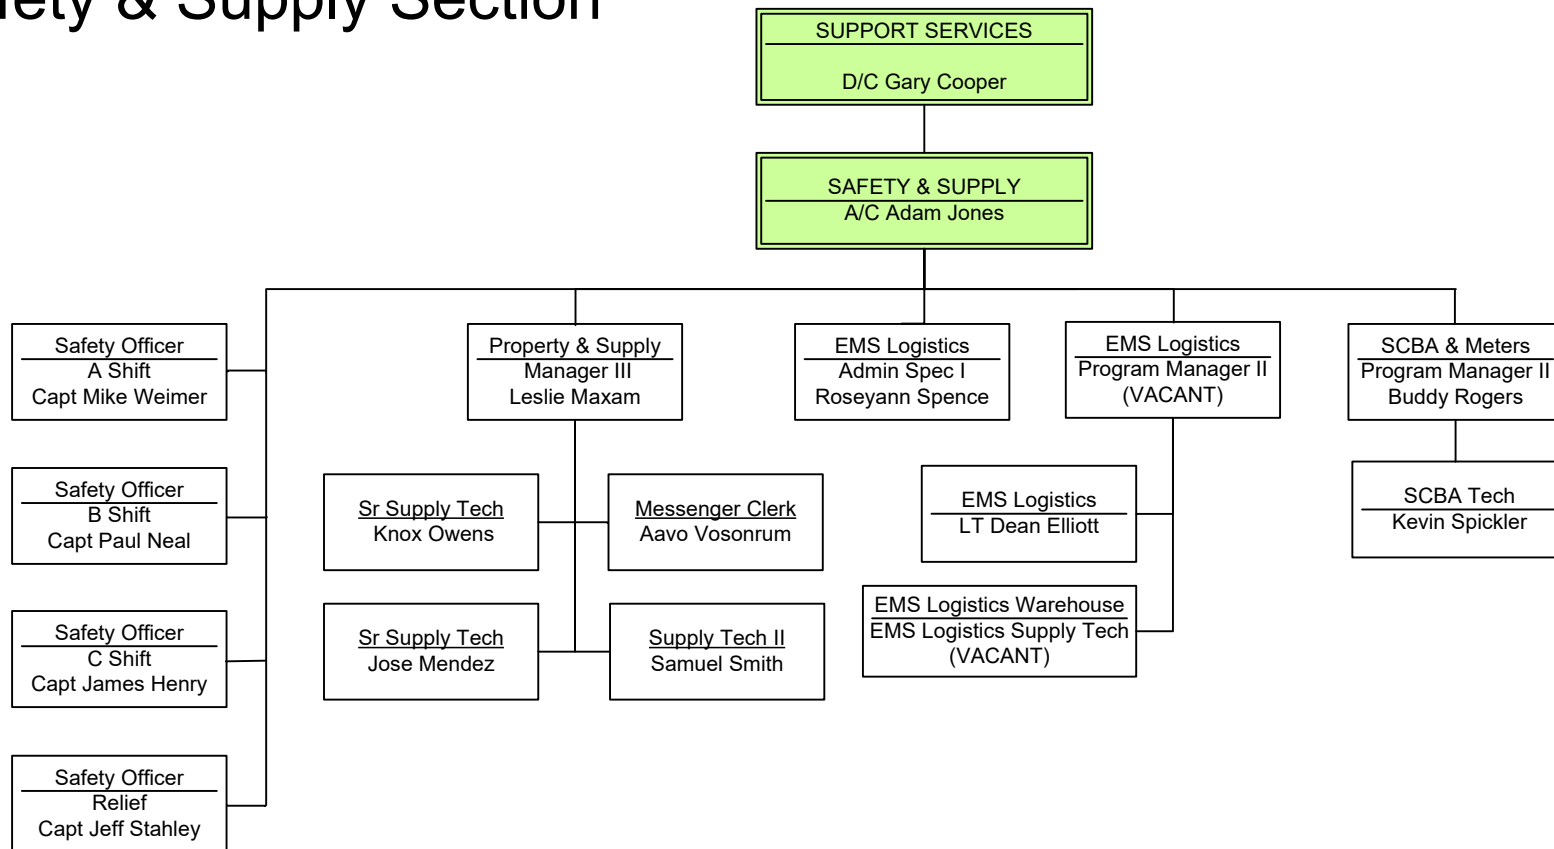 ety & Supply Section
SUPPORT SERVICES
D/C Gary Cooper
SAFETY & SUPPLY
A/C Adam Jones
Safety Officer
A Shift
Capt Mike Weimer
Property & Supply
Manager III
Leslie Maxam
EMS Logistics
Admin Spec I
Roseyann Spence
EMS Logistics
Program Manager II
(VACANT)
SCBA & Meters
Program Manager II
Buddy Rogers
Safety Officer
B Shift
Capt Paul Neal
Sr Supply Tech
Knox Owens
Messenger Clerk
Aavo Vosonrum
EMS Logistics
LT Dean Elliott
SCBA Tech
Kevin Spickler
Safety Officer
C Shift
Capt James Henry
Sr Supply Tech
Jose Mendez
Supply Tech II
Samuel Smith
EMS Logistics Warehouse
EMS Logistics Supply Tech
(VACANT)
Safety Officer
Relief
Capt Jeff Stahley